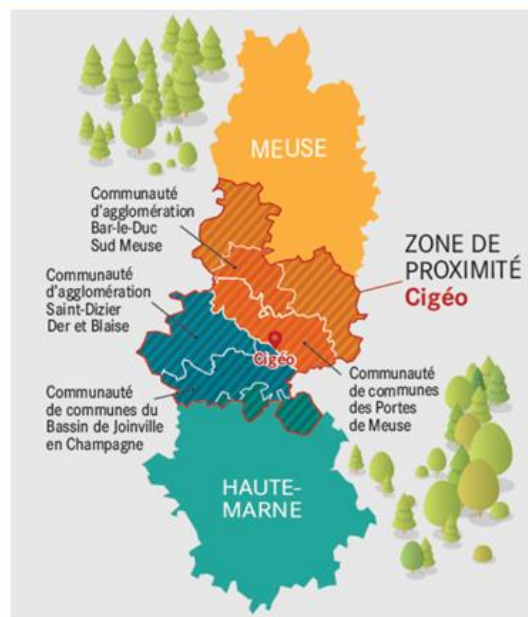 MEUSE
Communauté
d'agglomération
Bar-le-Duc
Sud Meuse
ZONE DE
PROXIMITÉ
Cigéo
Communauté
d'agglomération
Saint-Dizier
Der et Blaise
Cigéo
Communauté
de communes
des Portes
de Meuse
Communauté
de communes du
Bassin de Joinville
en Champagne
HAUTE-
MARNE